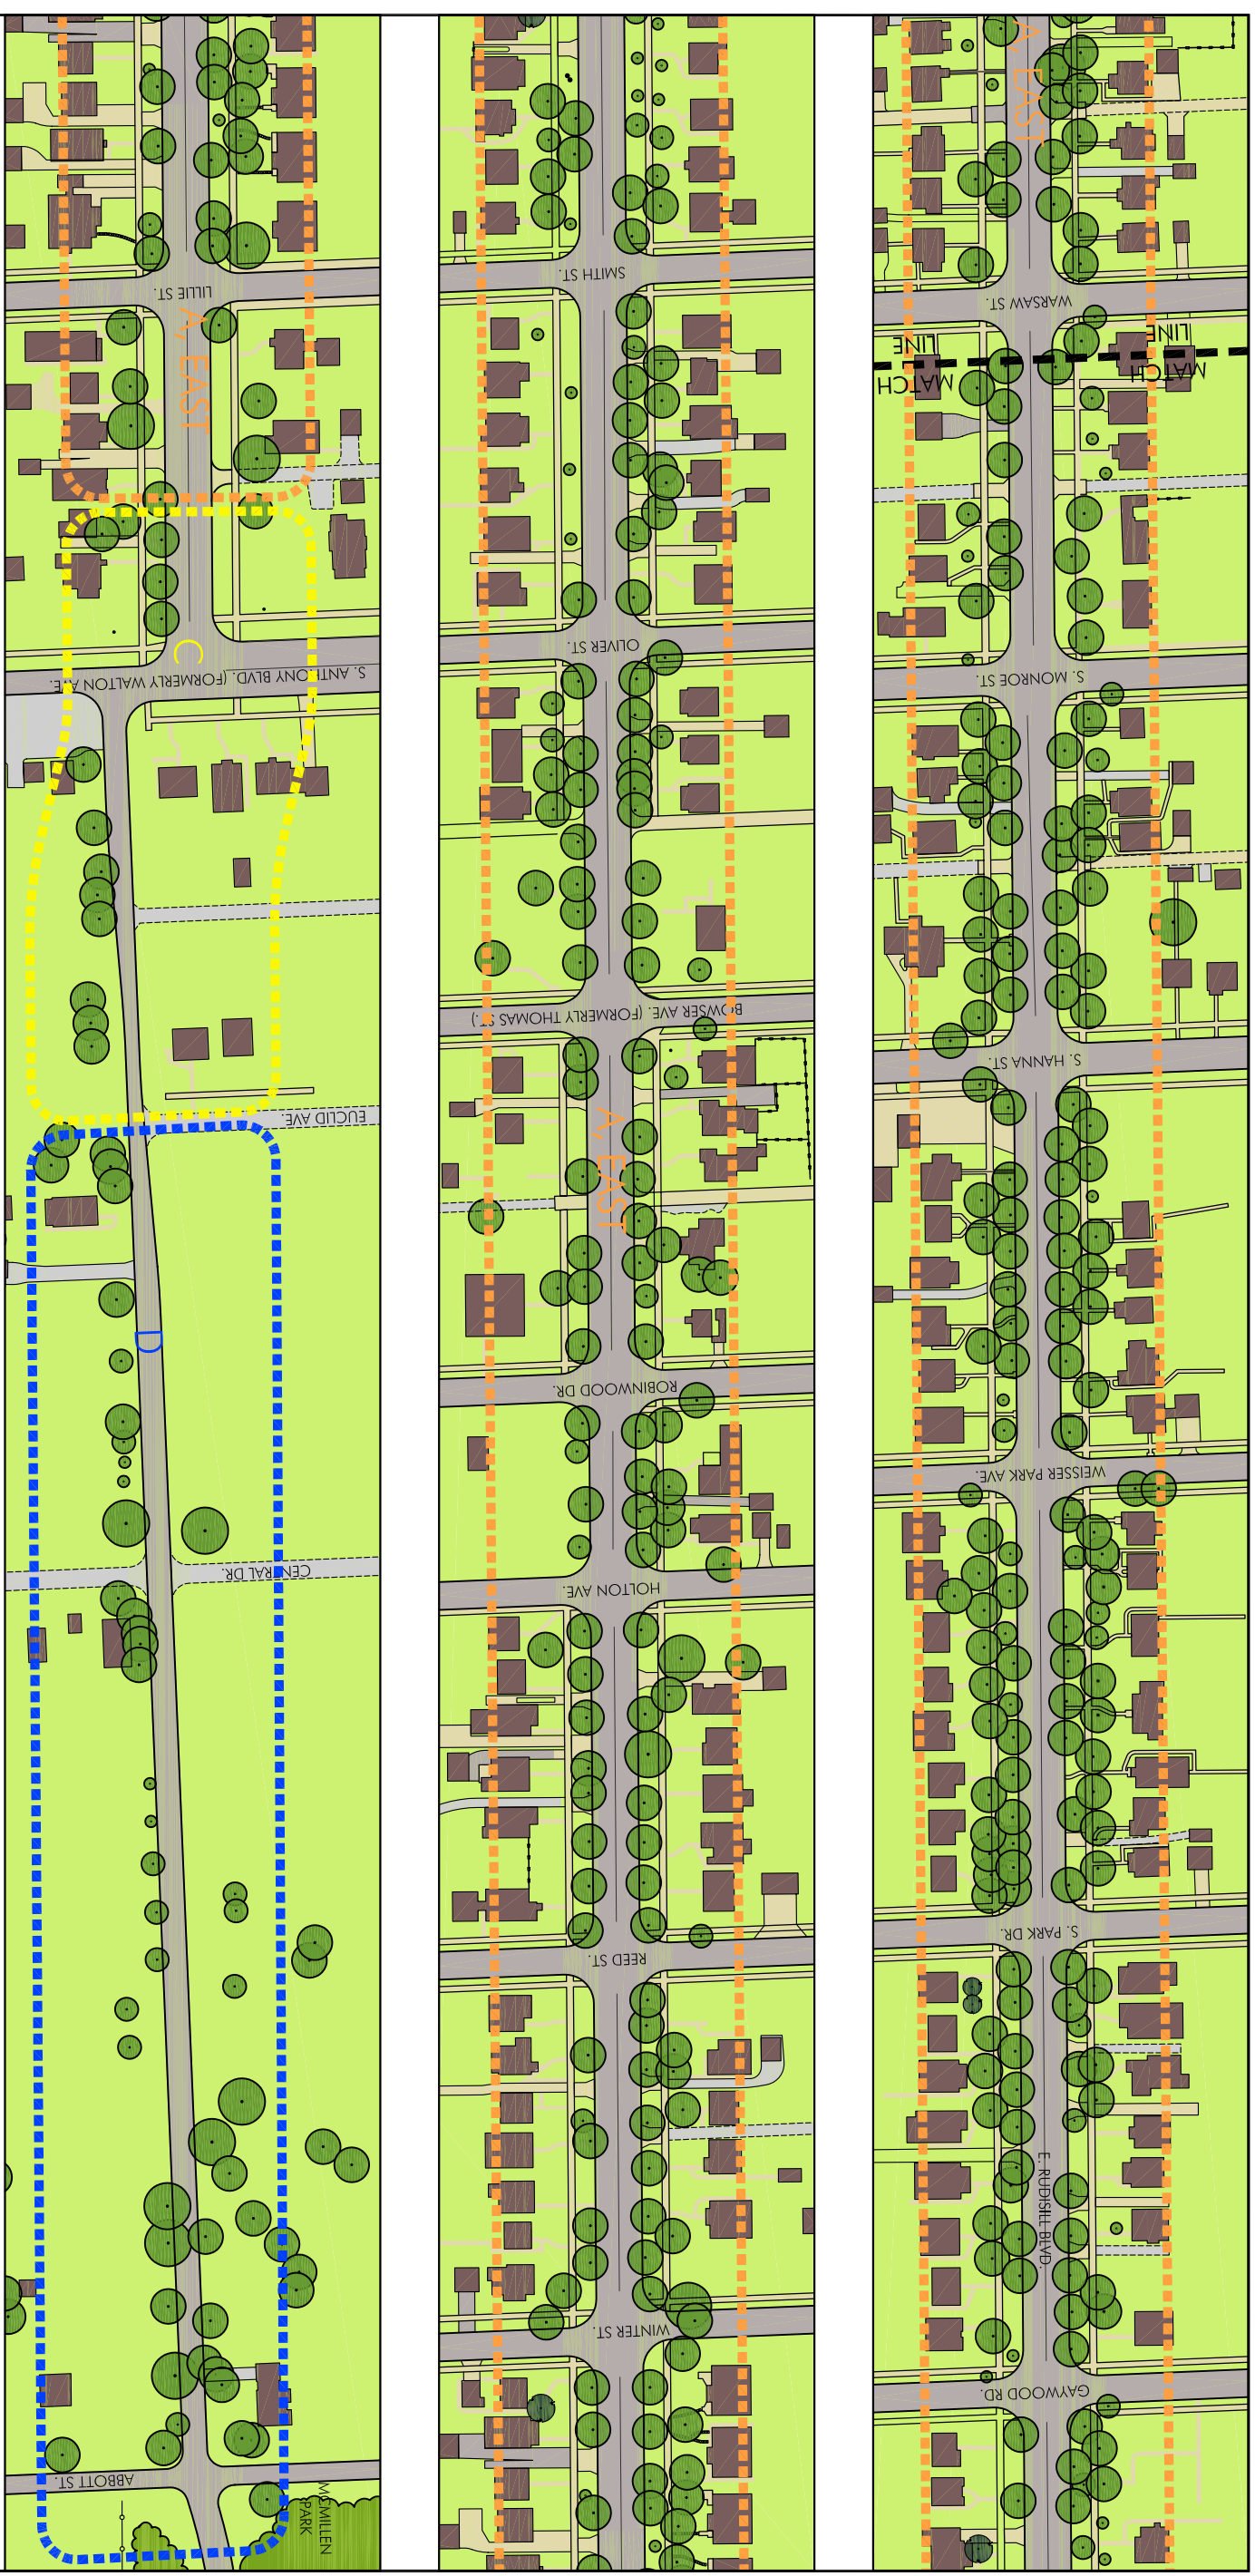 LILLIE ST.
A, EAST
C
S. ANTHONY BLVD. (FORMERLY WALTON AVE.
EUCLID AVE.
D
CENTRAL DR.
ABBOTT ST.
MCMILLEN
PARK
SMITH ST.
OLIVER ST.
BOWSER AVE. (FORMERLY THOMAS ST.)
A, EAST
ROBINWOOD DR.
HOLTON AVE.
REED ST.
WINTER ST.
A, EAST
WARSAW ST.
MATCH
LINE
MATCH
LINE
S. MONROE ST.
S. HANNA ST.
WEISSER PARK AVE.
S. PARK DR.
E. RUDISILL BLVD.
GAYWOOD RD.